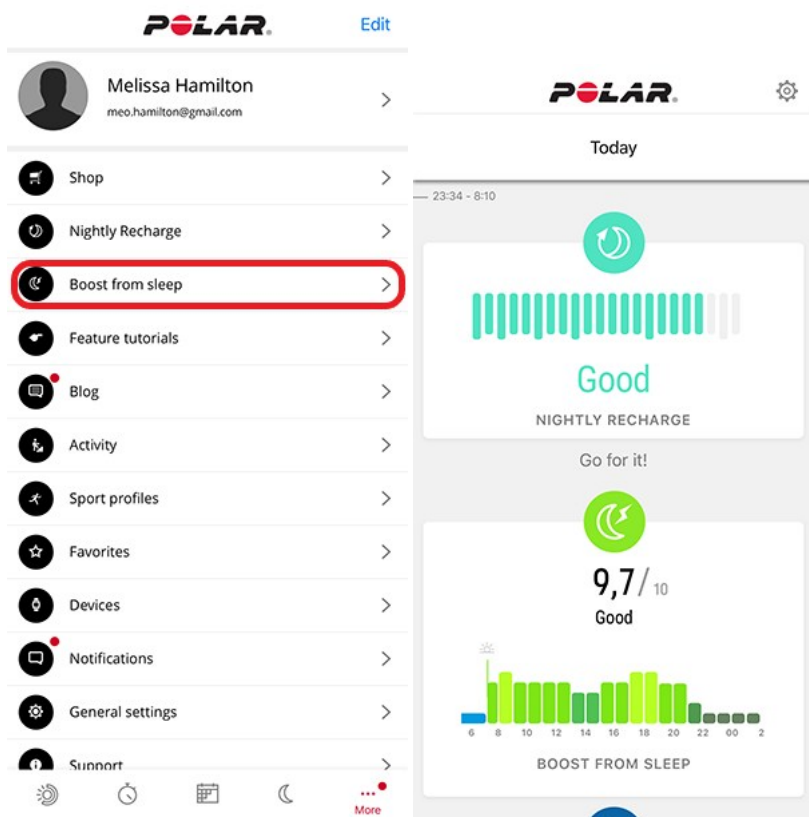 POLAR.
Edit
Melissa Hamilton
meo.hamilton@gmail.com
Shop
Nightly Recharge
Boost from sleep
Feature tutorials
Blog
Activity
Sport profiles
Favorites
Devices
Notifications
General settings
Support
More
POLAR.
Today
23:34 - 8:10
Good
NIGHTLY RECHARGE
Go for it!
9,7/10
Good
6 8 10 12 14 16 18 20 22 00 2
BOOST FROM SLEEP